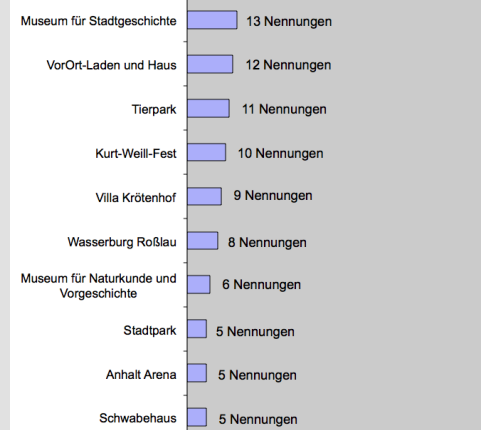 Museum für Stadtgeschichte 13 Nennungen
VorOrt-Laden und Haus 12 Nennungen
Tierpark 11 Nennungen
Kurt-Weill-Fest 10 Nennungen
Villa Krötenhof 9 Nennungen
Wasserburg Roßlau 8 Nennungen
Museum für Naturkunde und
Vorgeschichte 6 Nennungen
Stadtpark 5 Nennungen
Anhalt Arena 5 Nennungen
Schwabehaus 5 Nennungen